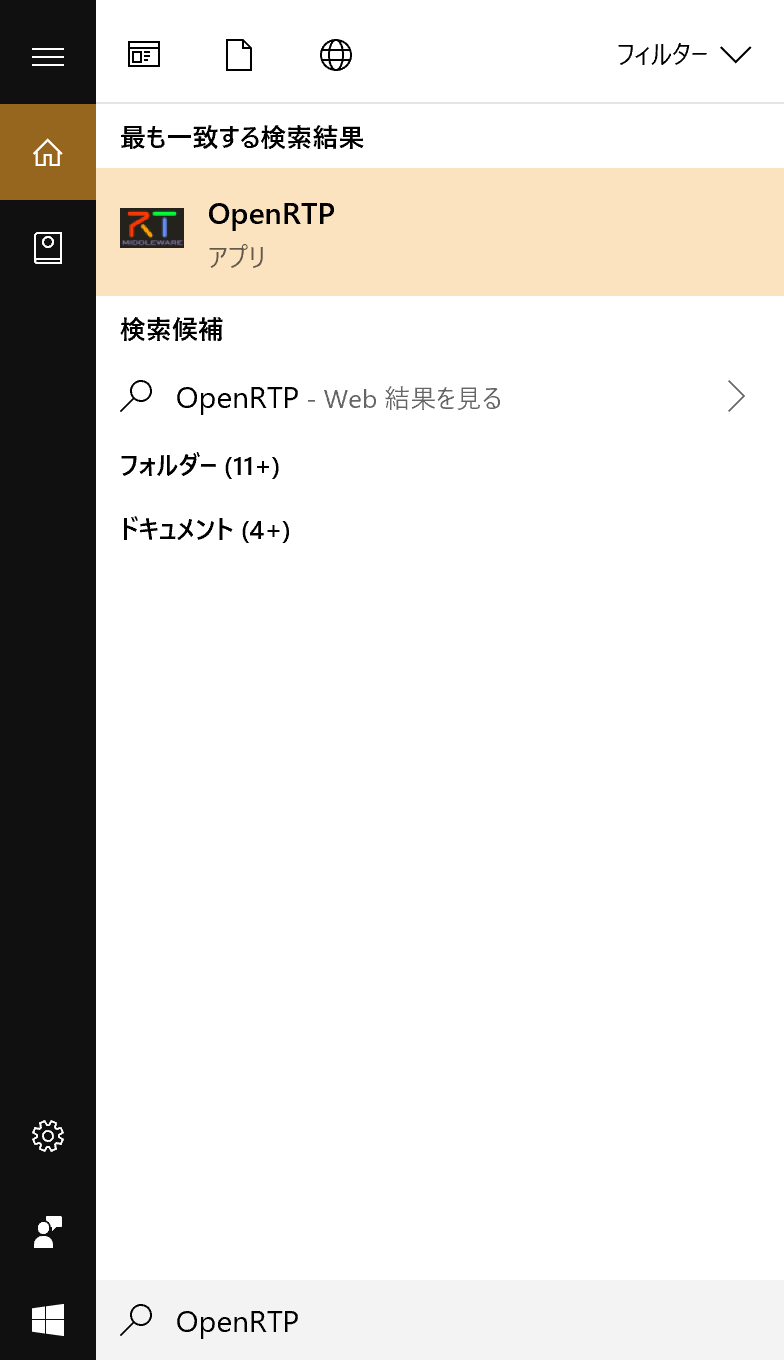 フィルター
最も一致する検索結果
RT
MIDDLEWARE
OpenRTP
アプリ
検索候補
OpenRTP - Web 結果を見る
フォルダー (11+)
ドキュメント (4+)
OpenRTP